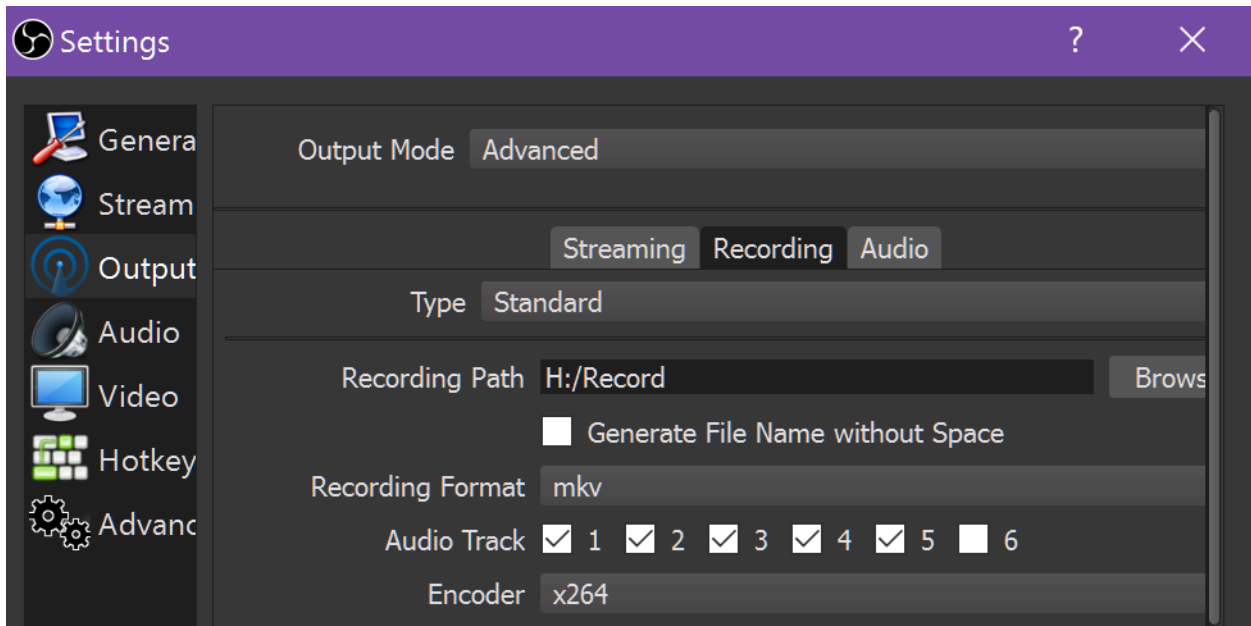 Settings
?
Genera
Stream
Output
Audio
Video
Hotkey
Advanc
Output Mode Advanced
Streaming Recording Audio
Type Standard
Recording Path H:/Record Brows
Generate File Name without Space
Recording Format mkv
Audio Track 1 2 3 4 5 6
Encoder x264